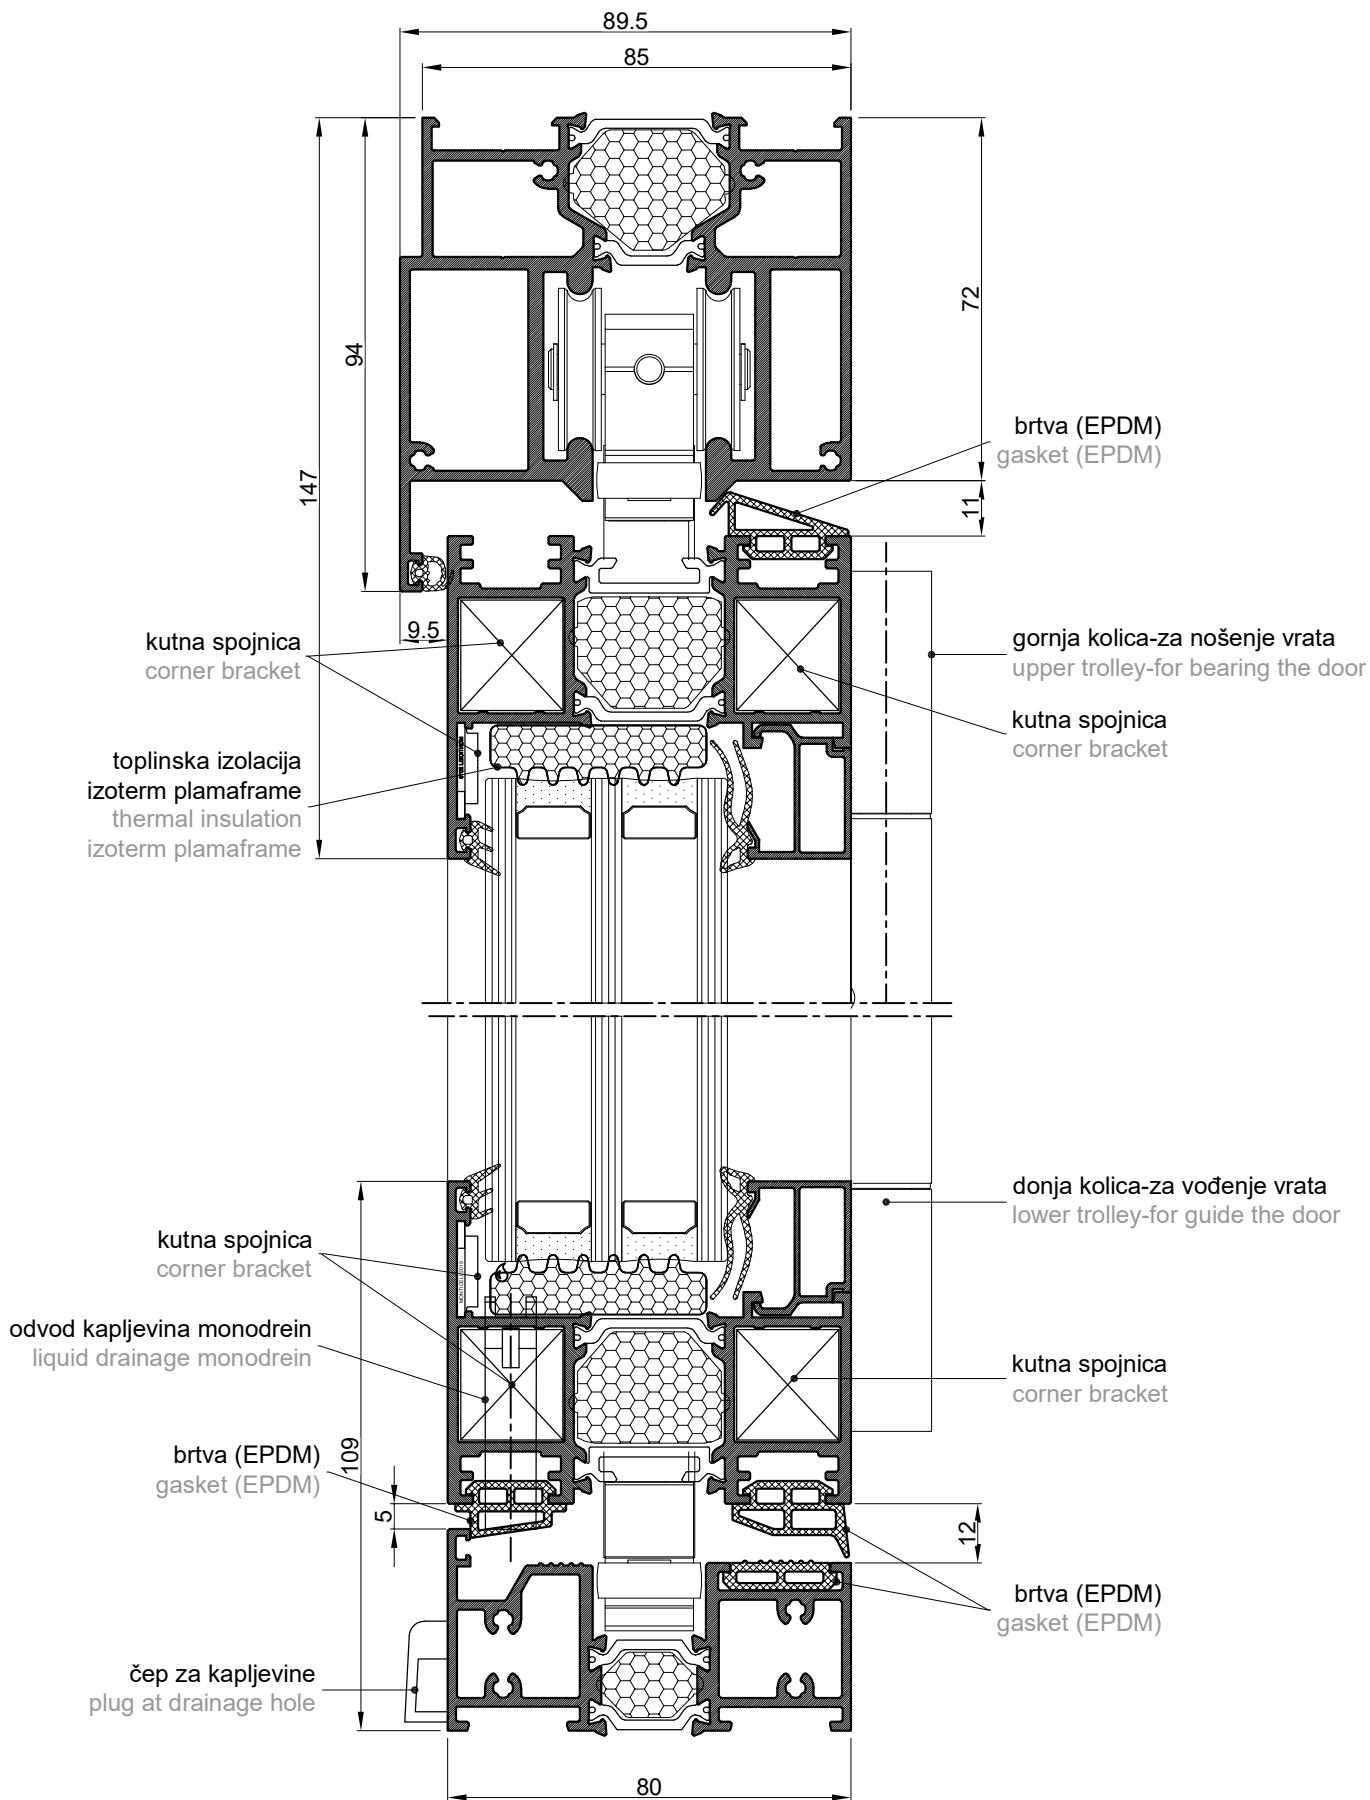 89.5
85
72
94
brtva (EPDM)
gasket (EPDM)
147
11
9.5
kutna spojnica
corner bracket
gornja kolica-za nošenje vrata
upper trolley-for bearing the door
kutna spojnica
corner bracket
toplinska izolacija
izoterm plamaframe
thermal insulation
izoterm plamaframe
donja kolica-za vođenje vrata
lower trolley-for guide the door
kutna spojnica
corner bracket
odvod kapljevina monodrein
liquid drainage monodrein
kutna spojnica
corner bracket
109
brtva (EPDM)
gasket (EPDM)
5
12
brtva (EPDM)
gasket (EPDM)
čep za kapljevine
plug at drainage hole
80